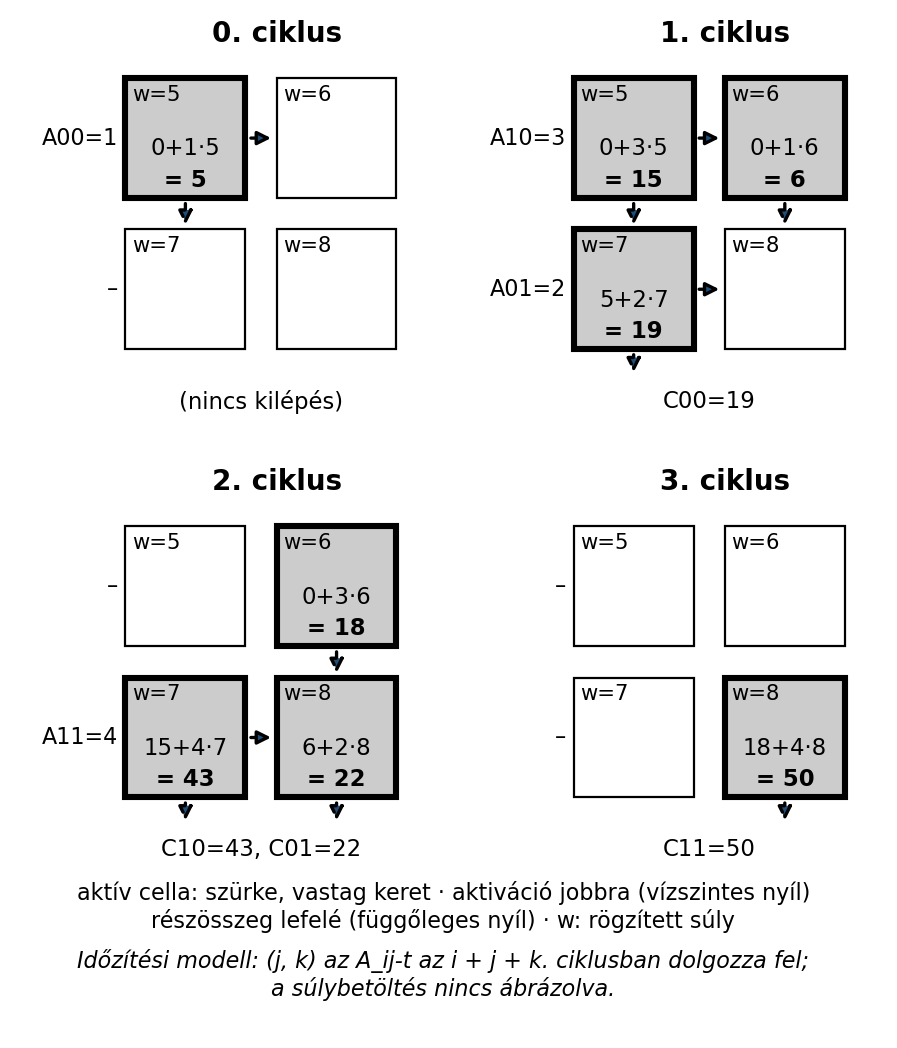 0. ciklus
w=5
w=6
A00=1
0+1·5
= 5
w=7
w=8
–
(nincs kilépés)
1. ciklus
w=5
w=6
A10=3
0+3·5
0+1·6
= 15
= 6
w=7
w=8
A01=2
5+2·7
= 19
C00=19
2. ciklus
w=5
w=6
–
0+3·6
= 18
w=7
w=8
A11=4
15+4·7
6+2·8
= 43
= 22
C10=43, C01=22
3. ciklus
w=5
w=6
–
w=7
w=8
–
18+4·8
= 50
C11=50
aktív cella: szürke, vastag keret · aktiváció jobbra (vízszintes nyíl)
részösszeg lefelé (függőleges nyíl) · w: rögzített súly
Időzítési modell: (j, k) az A_ij-t az i + j + k. ciklusban dolgozza fel;
a súlybetöltés nincs ábrázolva.